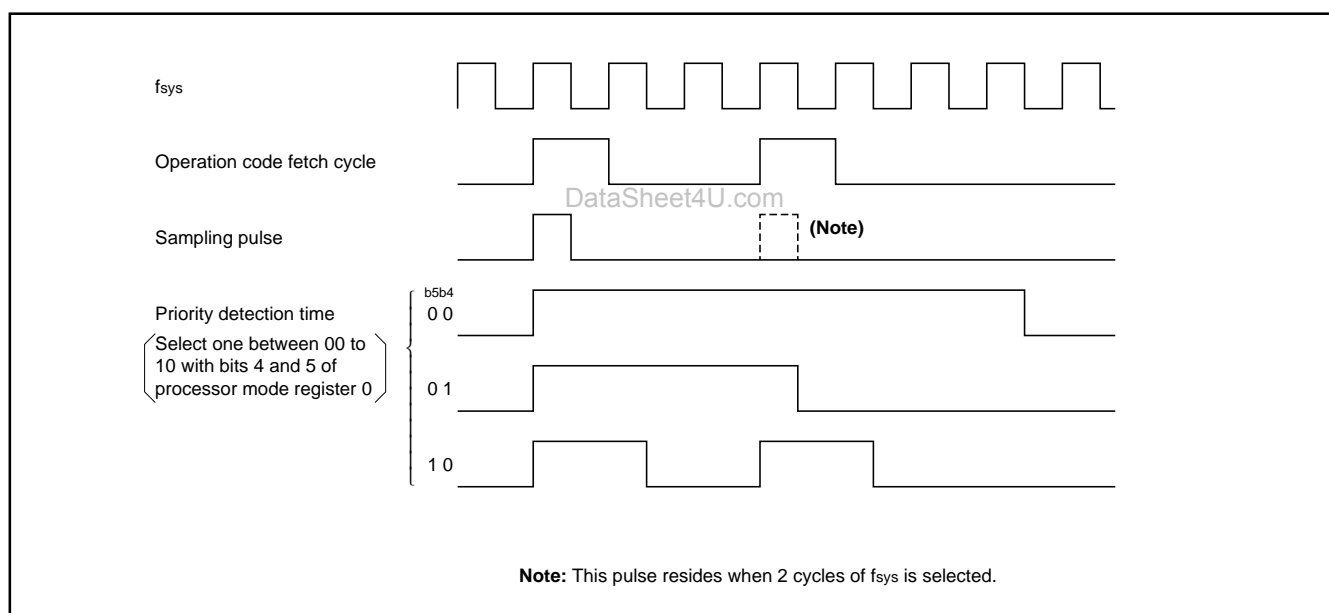 fsys
Operation code fetch cycle
DataSheet4U.com
Sampling pulse
(Note)
Priority detection time
Select one between 00 to
10 with bits 4 and 5 of
processor mode register 0
b5b4
0 0
0 1
1 0
Note: This pulse resides when 2 cycles of fsys is selected.